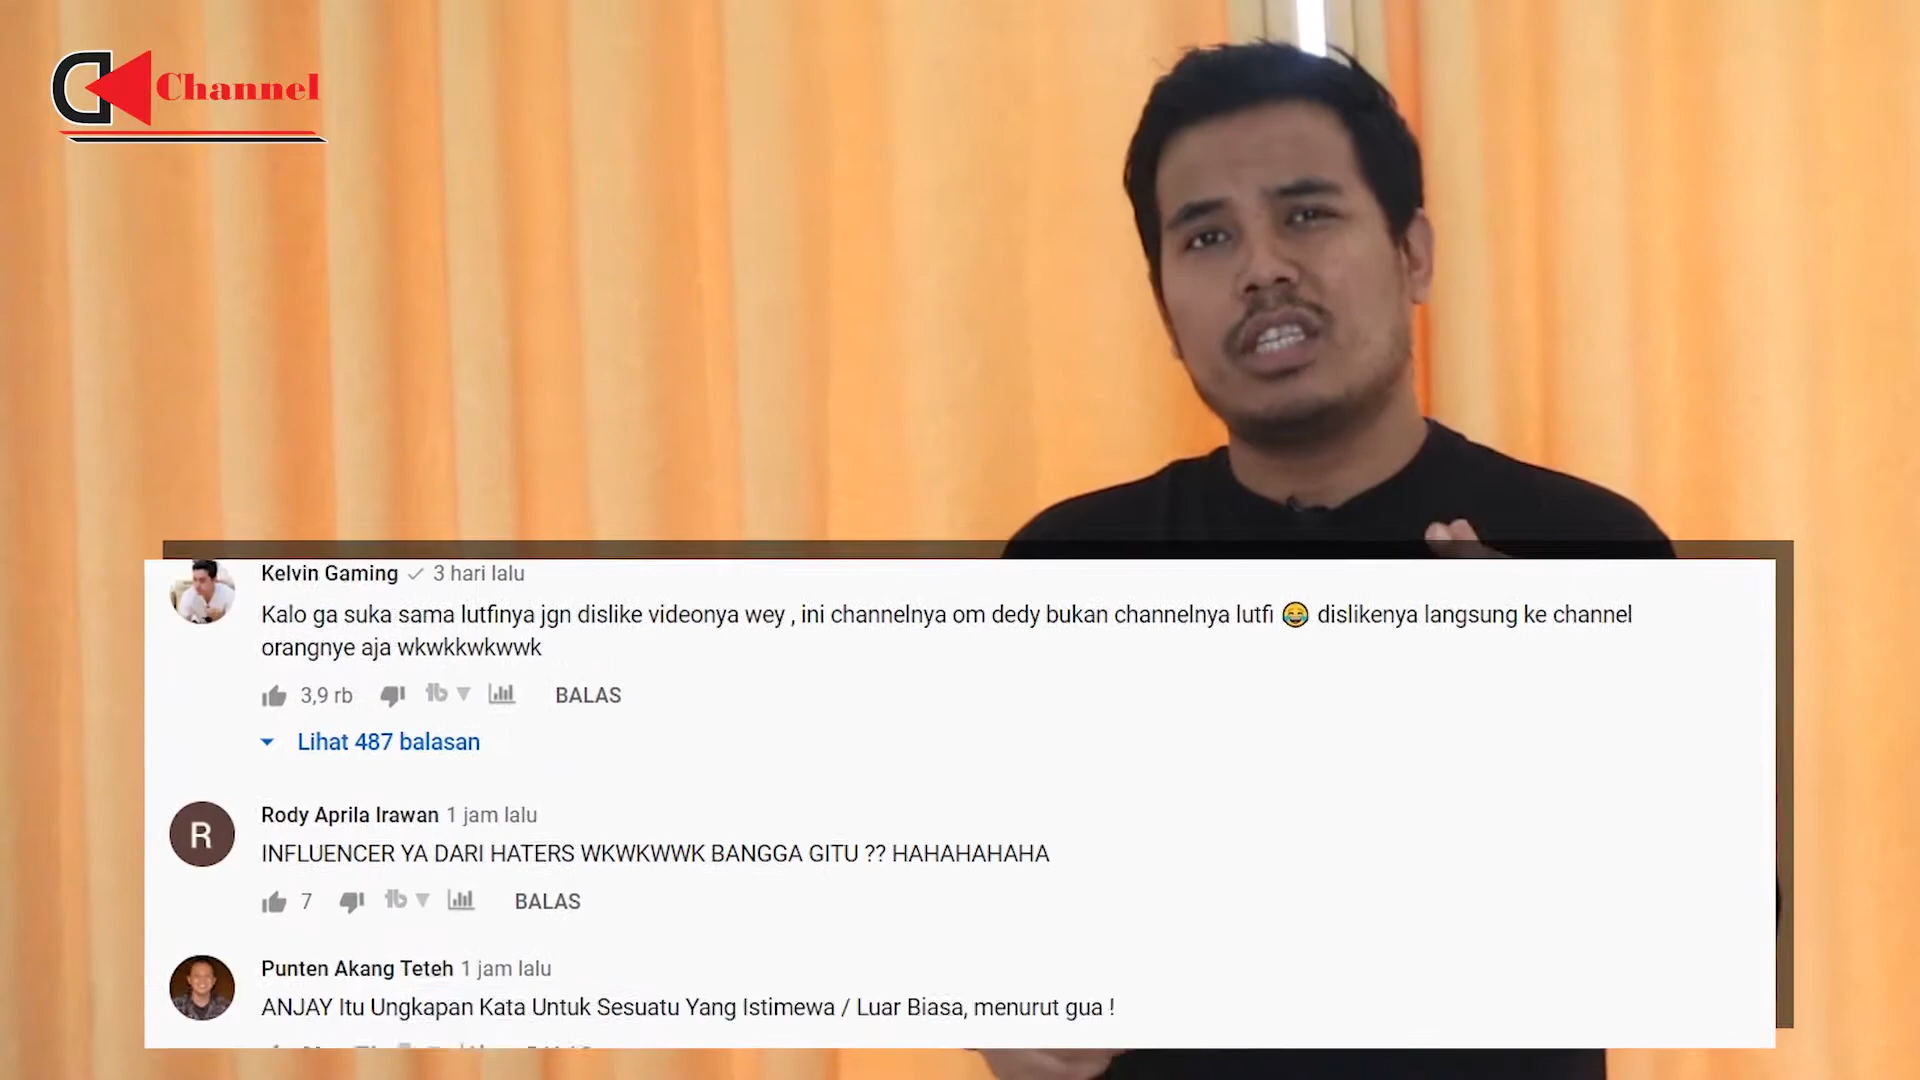 Channel
Kelvin Gaming 3 hari lalu
Kalo ga suka sama lutfinya jgn dislike videonya wey , ini channelnya om dedy bukan channelnya lutfi 😂 dislikenya langsung ke channel
orangnye aja wkwkkwkwwk
3,9 rb BALAS
Lihat 487 balasan
R
Rody Aprila Irawan 1 jam lalu
INFLUENCER YA DARI HATERS WKWKWWK BANGGA GITU ?? HAHAHAHAHA
7 BALAS
Punten Akang Teteh 1 jam lalu
ANJAY Itu Ungkapan Kata Untuk Sesuatu Yang Istimewa / Luar Biasa, menurut gua !